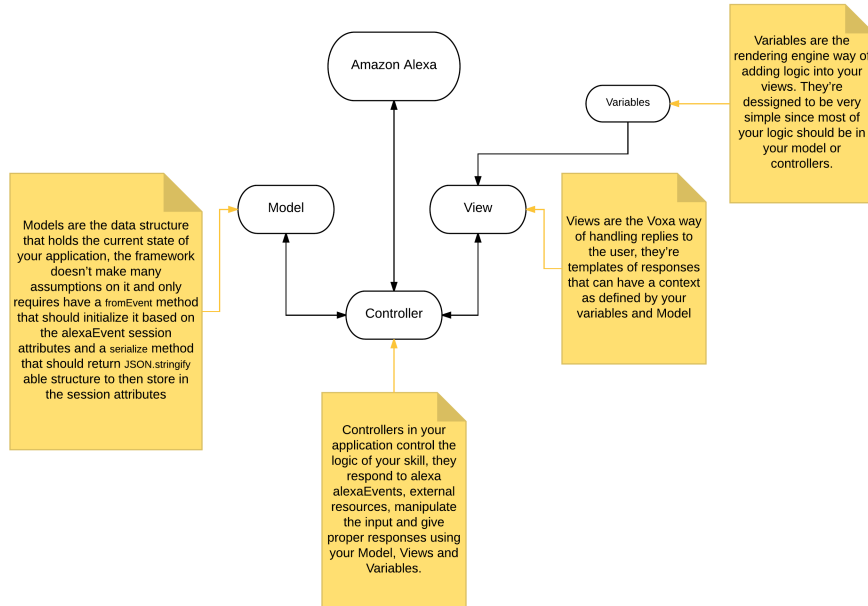 Amazon Alexa
Variables
Variables are the
rendering engine way of
adding logic into your
views. They're
dessigned to be very
simple since most of
your logic should be in
your model or
controllers.
Model
View
Models are the data structure
that holds the current state of
your application, the framework
doesn't make many
assumptions on it and only
requires have a fromEvent method
that should initialize it based on
the alexaEvent session
attributes and a serialize method
that should return JSON.stringify
able structure to then store in
the session attributes
Views are the Voxa way
of handling replies to
the user, they're
templates of responses
that can have a context
as defined by your
variables and Model
Controller
Controllers in your
application control the
logic of your skill, they
respond to alexa
alexaEvents, external
resources, manipulate
the input and give
proper responses using
your Model, Views and
Variables.